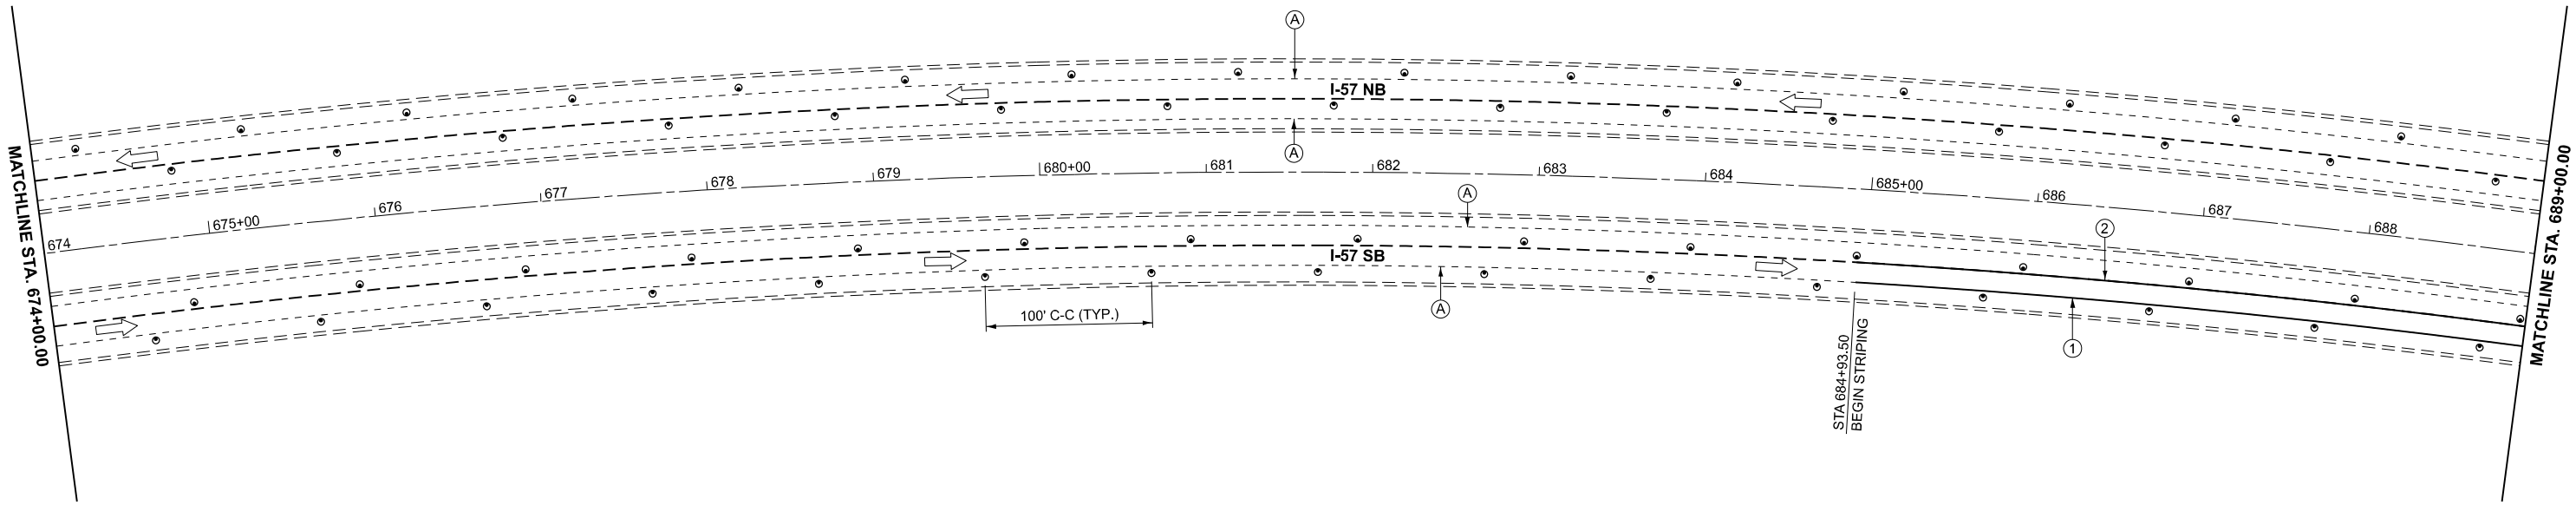 A
I-57 NB
A
MATCHLINE STA. 674+00.00
MATCHLINE STA. 689+00.00
674
675+00
676
677
678
679
680+00
681
682
683
684
685+00
686
687
688
A
2
I-57 SB
100' C-C (TYP.)
A
1
STA 684+93.50
BEGIN STRIPING